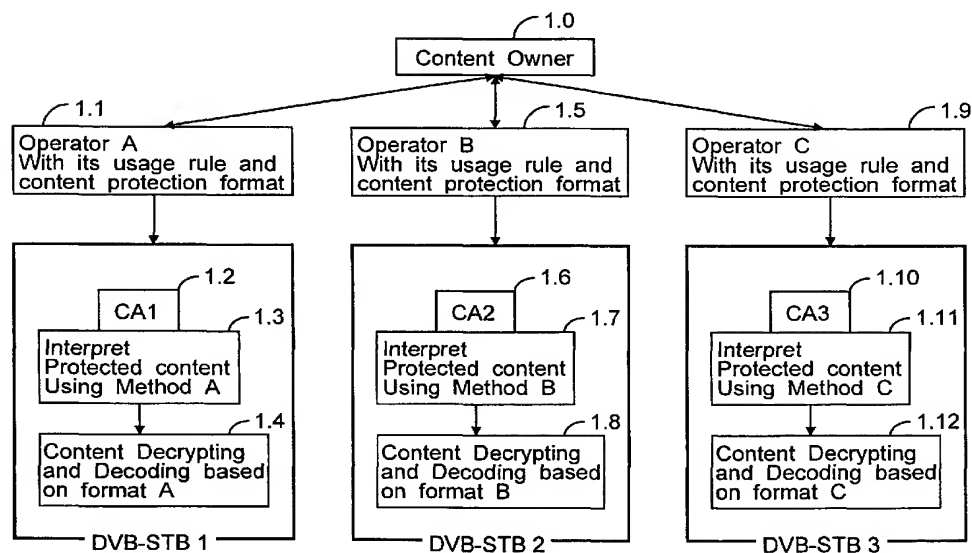 1.0
Content Owner
1.1
Operator A
With its usage rule and
content protection format
1.5
Operator B
With its usage rule and
content protection format
1.9
Operator C
With its usage rule and
content protection format
1.2
CA1
1.3
Interpret
Protected content
Using Method A
1.4
Content Decrypting
and Decoding based
on format A
DVB-STB 1
1.6
CA2
1.7
Interpret
Protected content
Using Method B
1.8
Content Decrypting
and Decoding based
on format B
DVB-STB 2
1.10
CA3
1.11
Interpret
Protected content
Using Method C
1.12
Content Decrypting
and Decoding based
on format C
DVB-STB 3